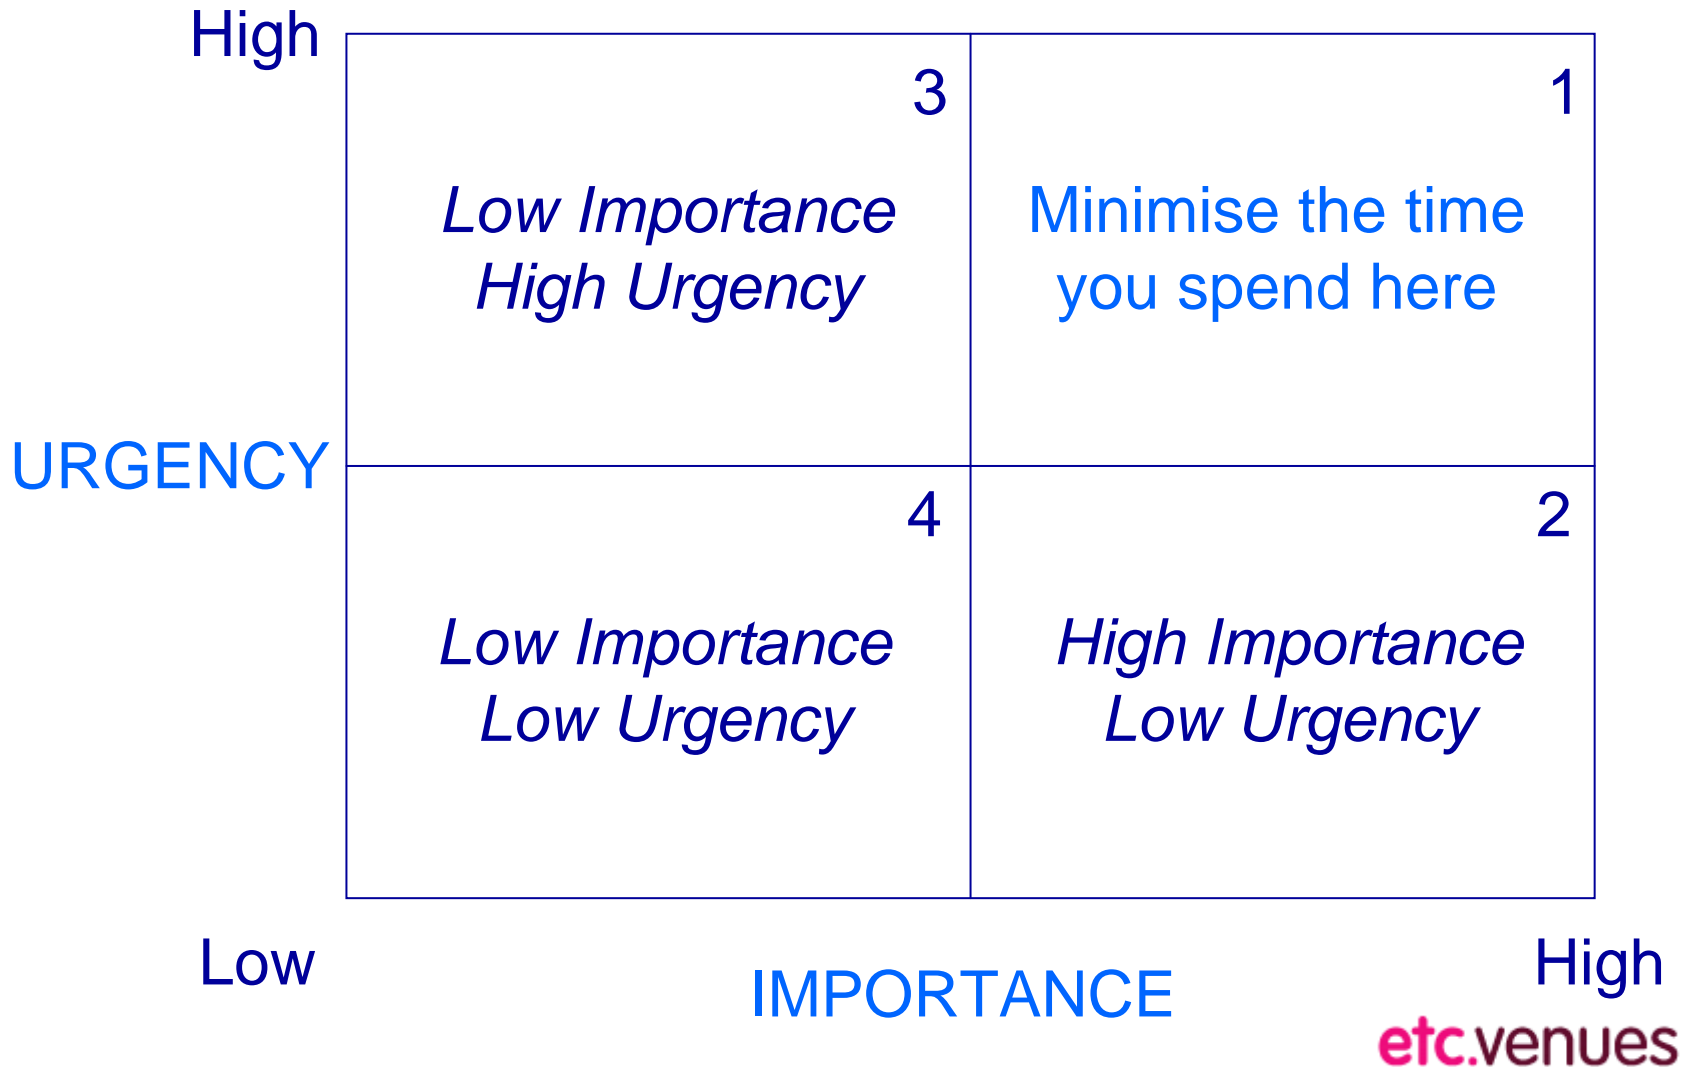 High
3
1
Low Importance
High Urgency
Minimise the time
you spend here
URGENCY
4
2
Low Importance
Low Urgency
High Importance
Low Urgency
Low
High
IMPORTANCE
etc.venues